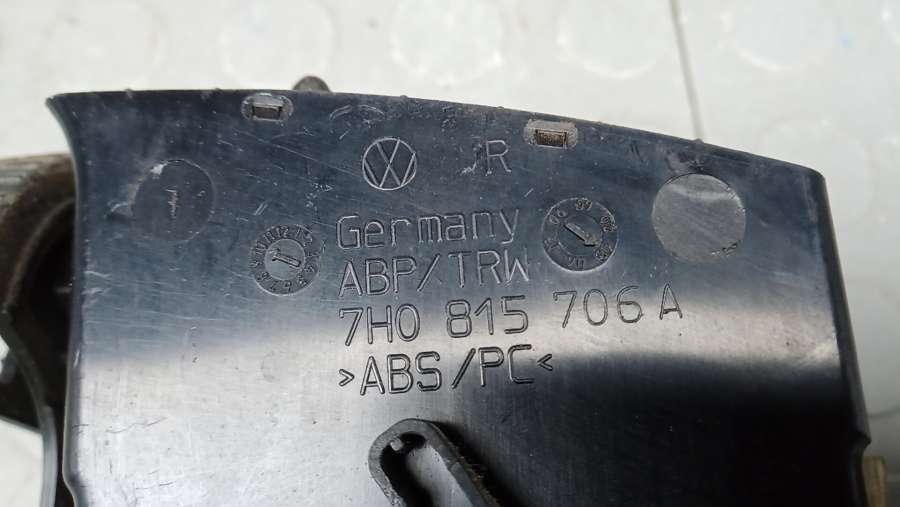 R
Germany
ABP/TRW
7H0 815 706 A
>ABS/PC<